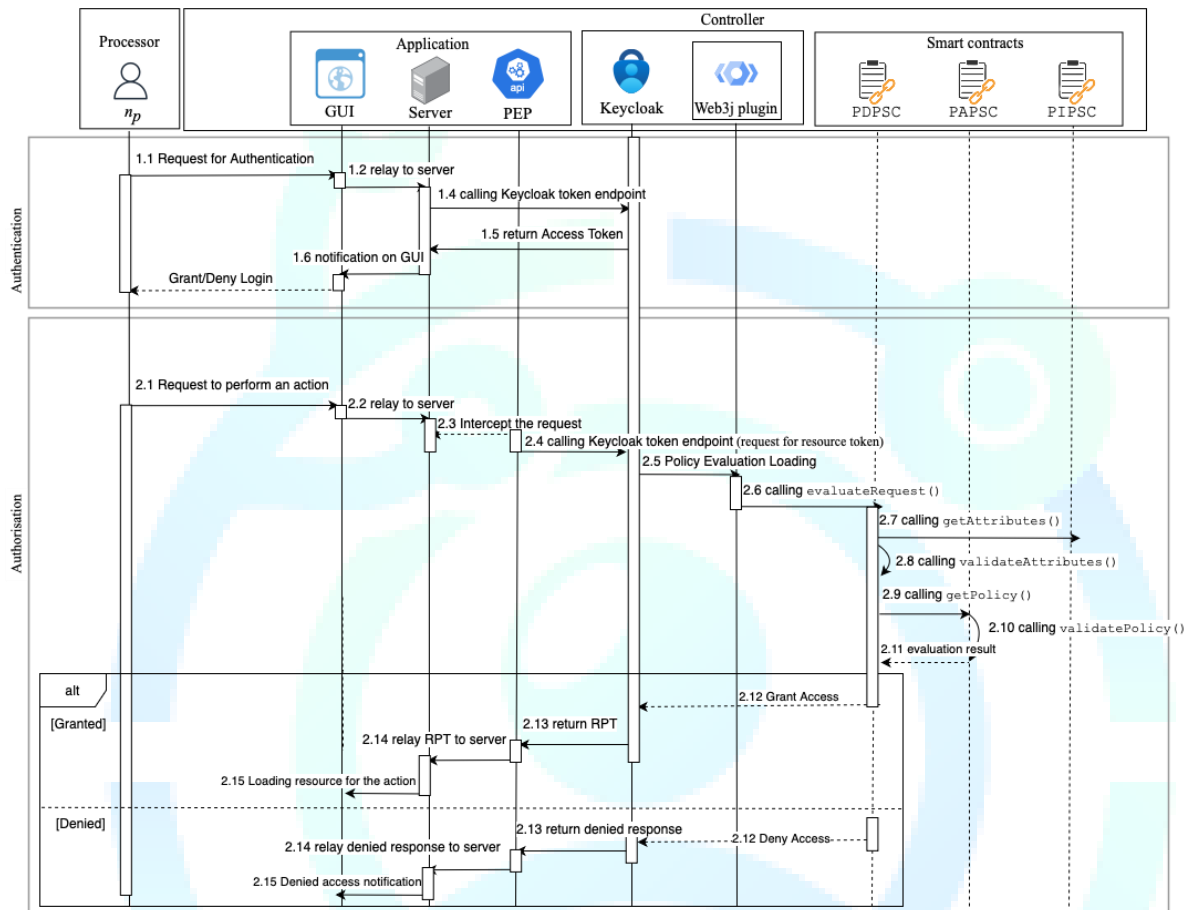 Controller
Processor
Application
Smart contracts
api
n_p
GUI
Server
PEP
Keycloak
Web3j plugin
PDPSC
PAPSC
PIPSC
Authentication
1.1 Request for Authentication
1.2 relay to server
1.4 calling Keycloak token endpoint
1.5 return Access Token
1.6 notification on GUI
Grant/Deny Login
Authorisation
2.1 Request to perform an action
2.2 relay to server
2.3 Intercept the request
2.4 calling Keycloak token endpoint (request for resource token)
2.5 Policy Evaluation Loading
2.6 calling evaluateRequest()
2.7 calling getAttributes()
2.8 calling validateAttributes()
2.9 calling getPolicy()
2.10 calling validatePolicy()
2.11 evaluation result
alt
[Granted]
2.12 Grant Access
2.13 return RPT
2.14 relay RPT to server
2.15 Loading resource for the action
[Denied]
2.12 Deny Access
2.13 return denied response
2.14 relay denied response to server
2.15 Denied access notification